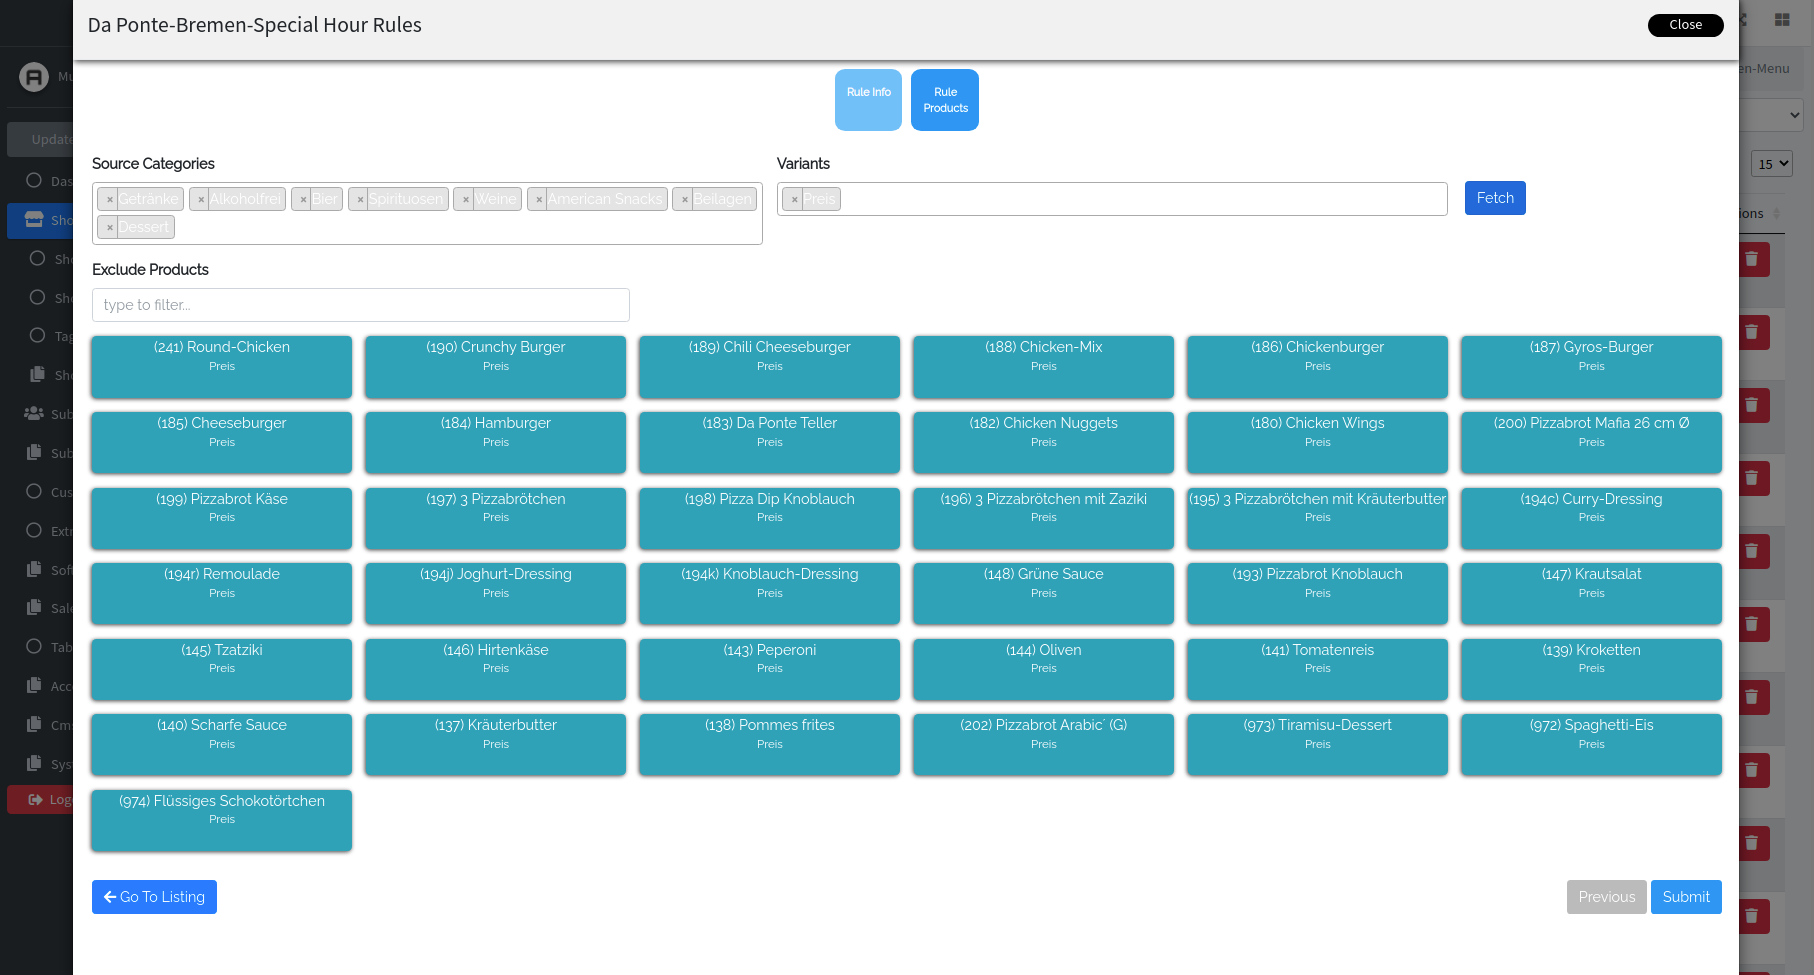 Da Ponte-Bremen-Special Hour Rules
Close
Rule Info
Rule
Products
Source Categories
Variants
× Getränke × Alkoholfrei × Bier × Spirituosen × Weine × American Snacks × Beilagen
× Dessert
× Preis
Fetch
Exclude Products
type to filter...
(241) Round-Chicken
Preis
(190) Crunchy Burger
Preis
(189) Chili Cheeseburger
Preis
(188) Chicken-Mix
Preis
(186) Chickenburger
Preis
(187) Gyros-Burger
Preis
(185) Cheeseburger
Preis
(184) Hamburger
Preis
(183) Da Ponte Teller
Preis
(182) Chicken Nuggets
Preis
(180) Chicken Wings
Preis
(200) Pizzabrot Mafia 26 cm Ø
Preis
(199) Pizzabrot Käse
Preis
(197) 3 Pizzabrötchen
Preis
(198) Pizza Dip Knoblauch
Preis
(196) 3 Pizzabrötchen mit Zaziki
Preis
(195) 3 Pizzabrötchen mit Kräuterbutter
Preis
(194c) Curry-Dressing
Preis
(194r) Remoulade
Preis
(194j) Joghurt-Dressing
Preis
(194k) Knoblauch-Dressing
Preis
(148) Grüne Sauce
Preis
(193) Pizzabrot Knoblauch
Preis
(147) Krautsalat
Preis
(145) Tzatziki
Preis
(146) Hirtenkäse
Preis
(143) Peperoni
Preis
(144) Oliven
Preis
(141) Tomatenreis
Preis
(139) Kroketten
Preis
(140) Scharfe Sauce
Preis
(137) Kräuterbutter
Preis
(138) Pommes frites
Preis
(202) Pizzabrot Arabic´ (G)
Preis
(973) Tiramisu-Dessert
Preis
(972) Spaghetti-Eis
Preis
(974) Flüssiges Schokotörtchen
Preis
Go To Listing
Previous
Submit
Update
en-Menu
15
ions